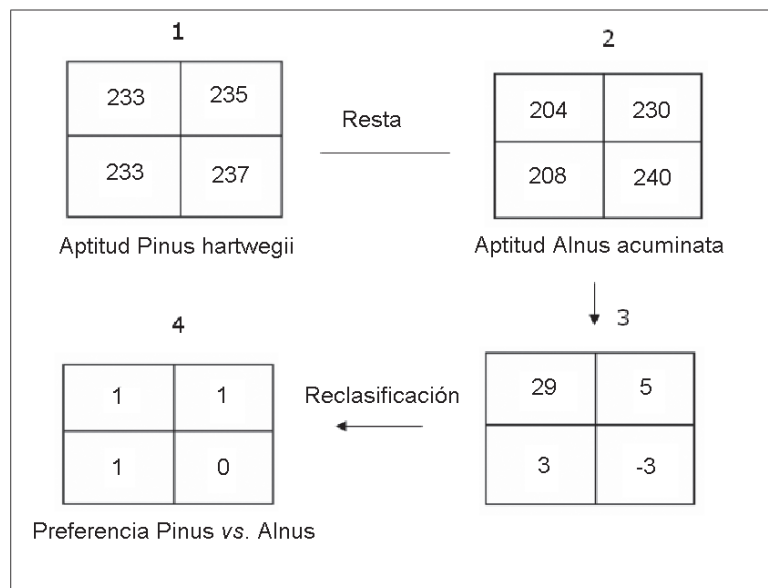 1
233 235
233 237
Aptitud Pinus hartwegii
Resta
2
204 230
208 240
Aptitud Alnus acuminata
3
29 5
3 -3
Reclasificación
4
1 1
1 0
Preferencia Pinus vs. Alnus